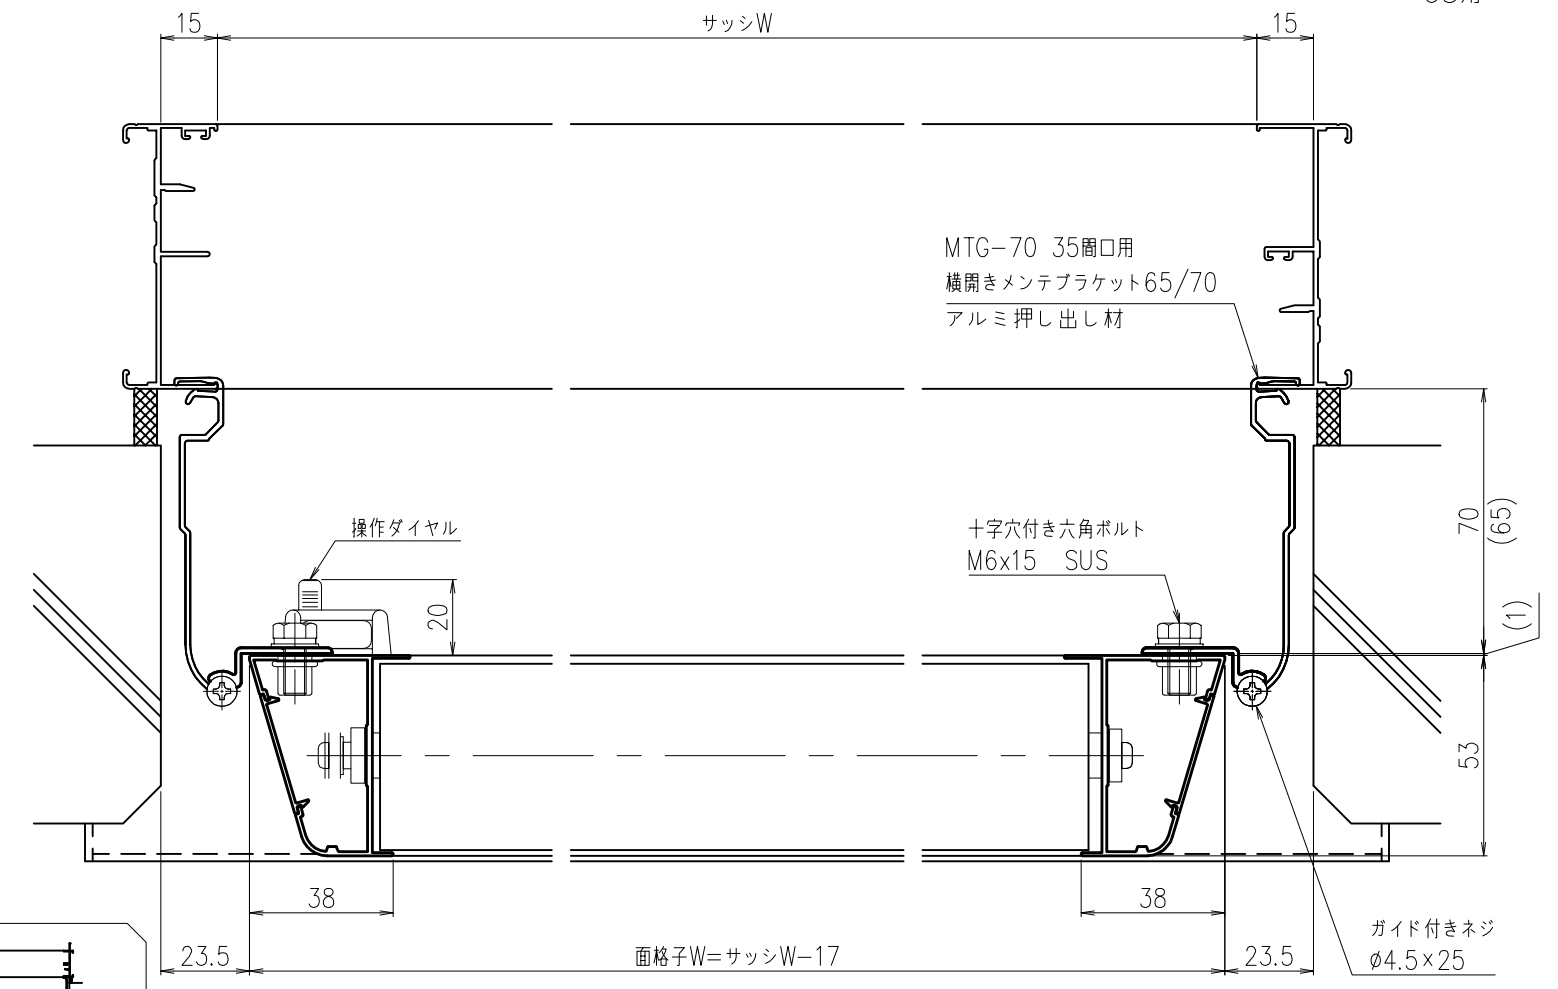 15
サッシW
15
MTG-70 35間口用
横開きメンテブラケット65/70
アルミ押し出し材
操作ダイヤル
20
十字穴付き六角ボルト
M6x15 SUS
70
(65)
(1)
53
38
38
23.5
面格子W=サッシW-17
23.5
ガイド付きネジ
φ4.5×25